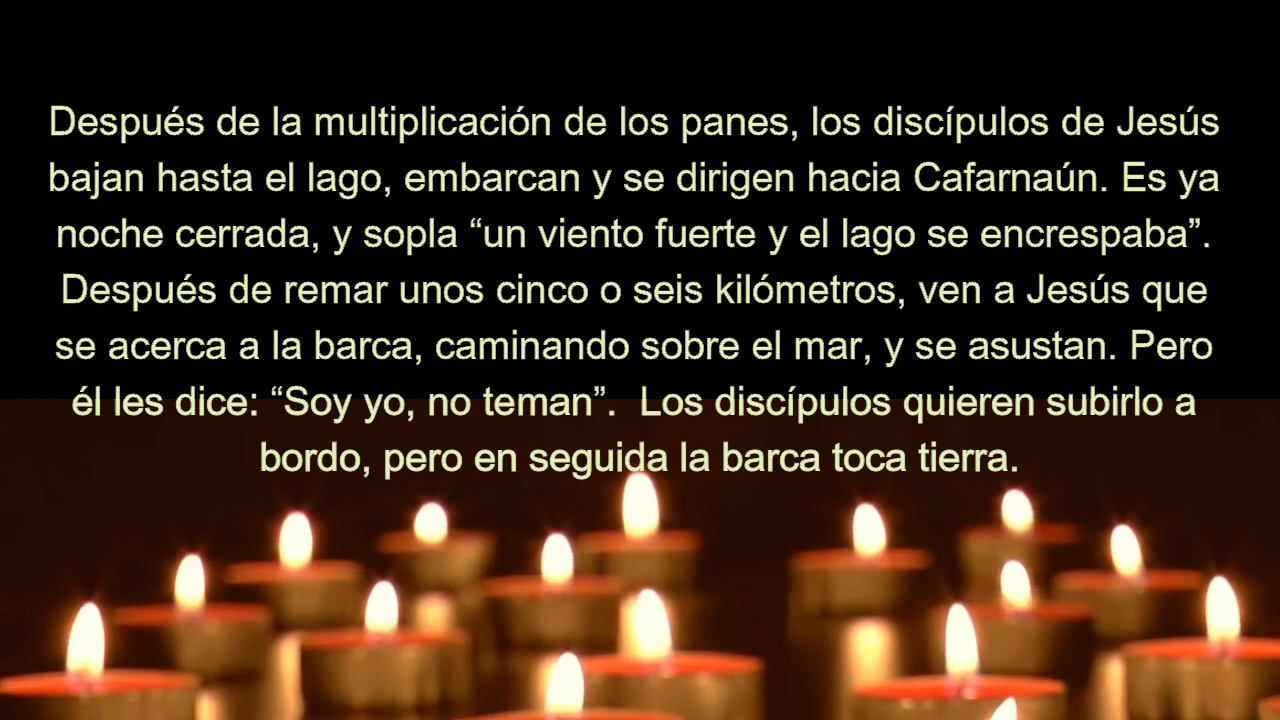 Después de la multiplicación de los panes, los discípulos de Jesús
bajan hasta el lago, embarcan y se dirigen hacia Cafarnaún. Es ya
noche cerrada, y sopla “un viento fuerte y el lago se encrespaba”.
Después de remar unos cinco o seis kilómetros, ven a Jesús que
se acerca a la barca, caminando sobre el mar, y se asustan. Pero
él les dice: “Soy yo, no teman”.  Los discípulos quieren subirlo a
bordo, pero en seguida la barca toca tierra.